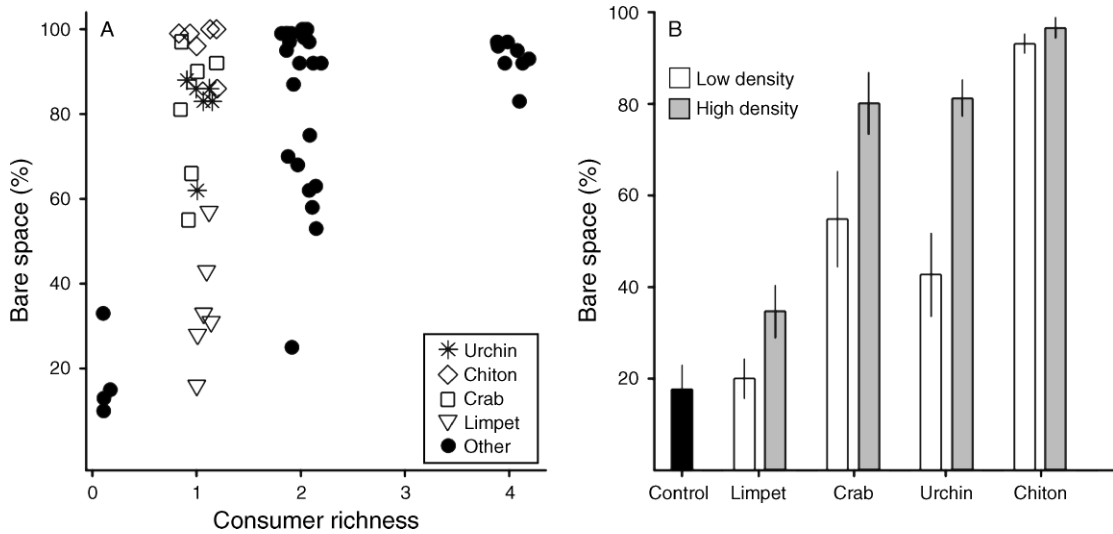 A
Bare space (%)
100
80
60
40
20
0
1
2
3
4
Consumer richness
Urchin
Chiton
Crab
Limpet
Other
B
Bare space (%)
100
80
60
40
20
Low density
High density
Control
Limpet
Crab
Urchin
Chiton